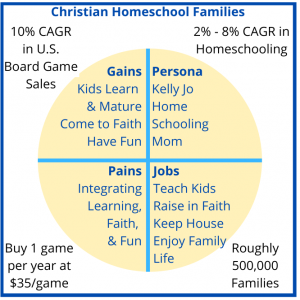 Christian Homeschool Families
10% CAGR
in U.S.
Board Game
Sales
2% - 8% CAGR in
Homeschooling
Gains
Kids Learn
& Mature
Come to Faith
Have Fun
Persona
Kelly Jo
Home
Schooling
Mom
Pains
Integrating
Learning,
Faith,
& Fun
Jobs
Teach Kids
Raise in Faith
Keep House
Enjoy Family
Life
Buy 1 game
per year at
$35/game
Roughly
500,000
Families